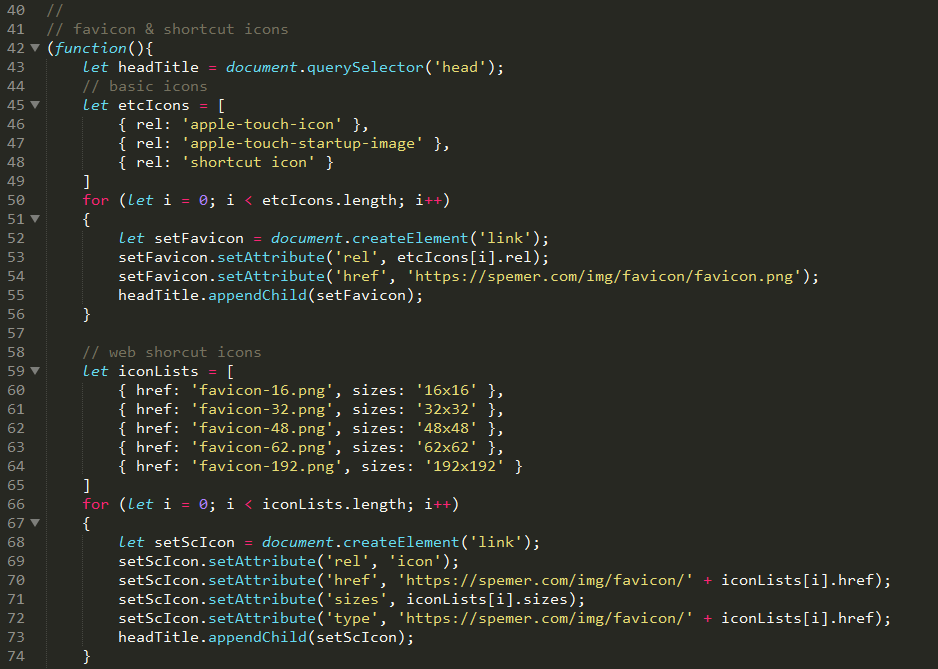 40 //
41 // favicon & shortcut icons
42 (function(){
43     let headTitle = document.querySelector('head');
44     // basic icons
45     let etcIcons = [
46         { rel: 'apple-touch-icon' },
47         { rel: 'apple-touch-startup-image' },
48         { rel: 'shortcut icon' }
49     ]
50     for (let i = 0; i < etcIcons.length; i++)
51     {
52         let setFavicon = document.createElement('link');
53         setFavicon.setAttribute('rel', etcIcons[i].rel);
54         setFavicon.setAttribute('href', 'https://spemer.com/img/favicon/favicon.png');
55         headTitle.appendChild(setFavicon);
56     }
57
58     // web shorcut icons
59     let iconLists = [
60         { href: 'favicon-16.png', sizes: '16x16' },
61         { href: 'favicon-32.png', sizes: '32x32' },
62         { href: 'favicon-48.png', sizes: '48x48' },
63         { href: 'favicon-62.png', sizes: '62x62' },
64         { href: 'favicon-192.png', sizes: '192x192' }
65     ]
66     for (let i = 0; i < iconLists.length; i++)
67     {
68         let setScIcon = document.createElement('link');
69         setScIcon.setAttribute('rel', 'icon');
70         setScIcon.setAttribute('href', 'https://spemer.com/img/favicon/' + iconLists[i].href);
71         setScIcon.setAttribute('sizes', iconLists[i].sizes);
72         setScIcon.setAttribute('type', 'https://spemer.com/img/favicon/' + iconLists[i].href);
73         headTitle.appendChild(setScIcon);
74     }